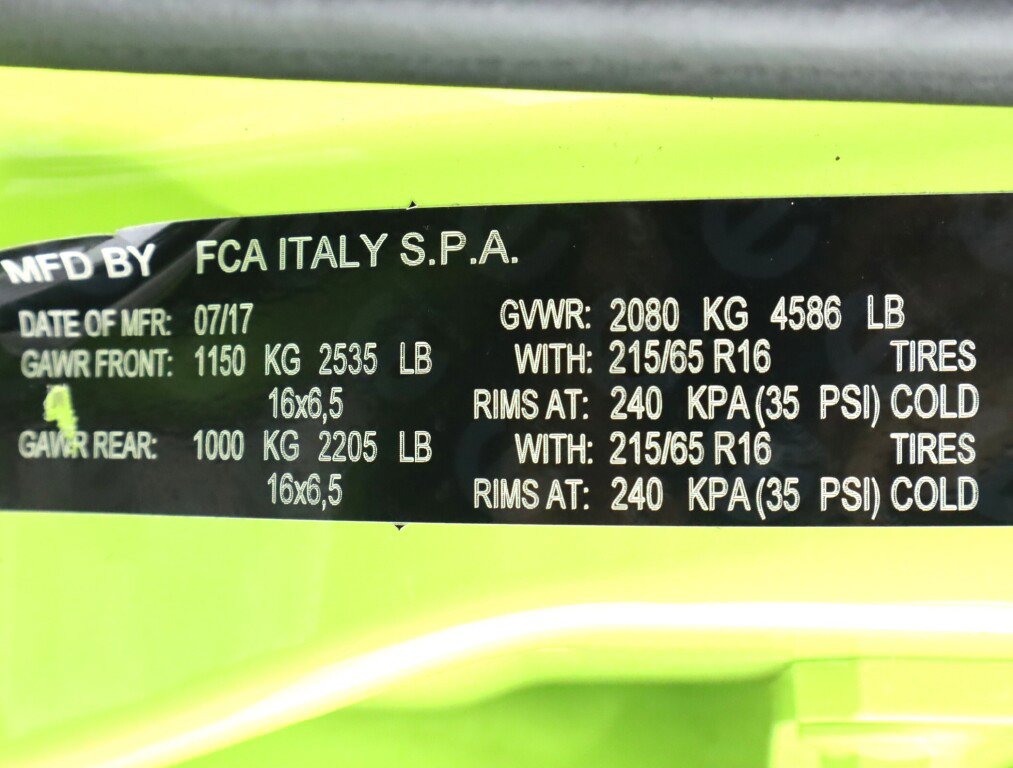 MFD BY FCA ITALY S.P.A.
DATE OF MFR: 07/17 GVWR: 2080 KG 4586 LB
GAWR FRONT: 1150 KG 2535 LB WITH: 215/65 R16 TIRES
16x6,5 RIMS AT: 240 KPA(35 PSI) COLD
GAWR REAR: 1000 KG 2205 LB WITH: 215/65 R16 TIRES
16x6,5 RIMS AT: 240 KPA(35 PSI) COLD